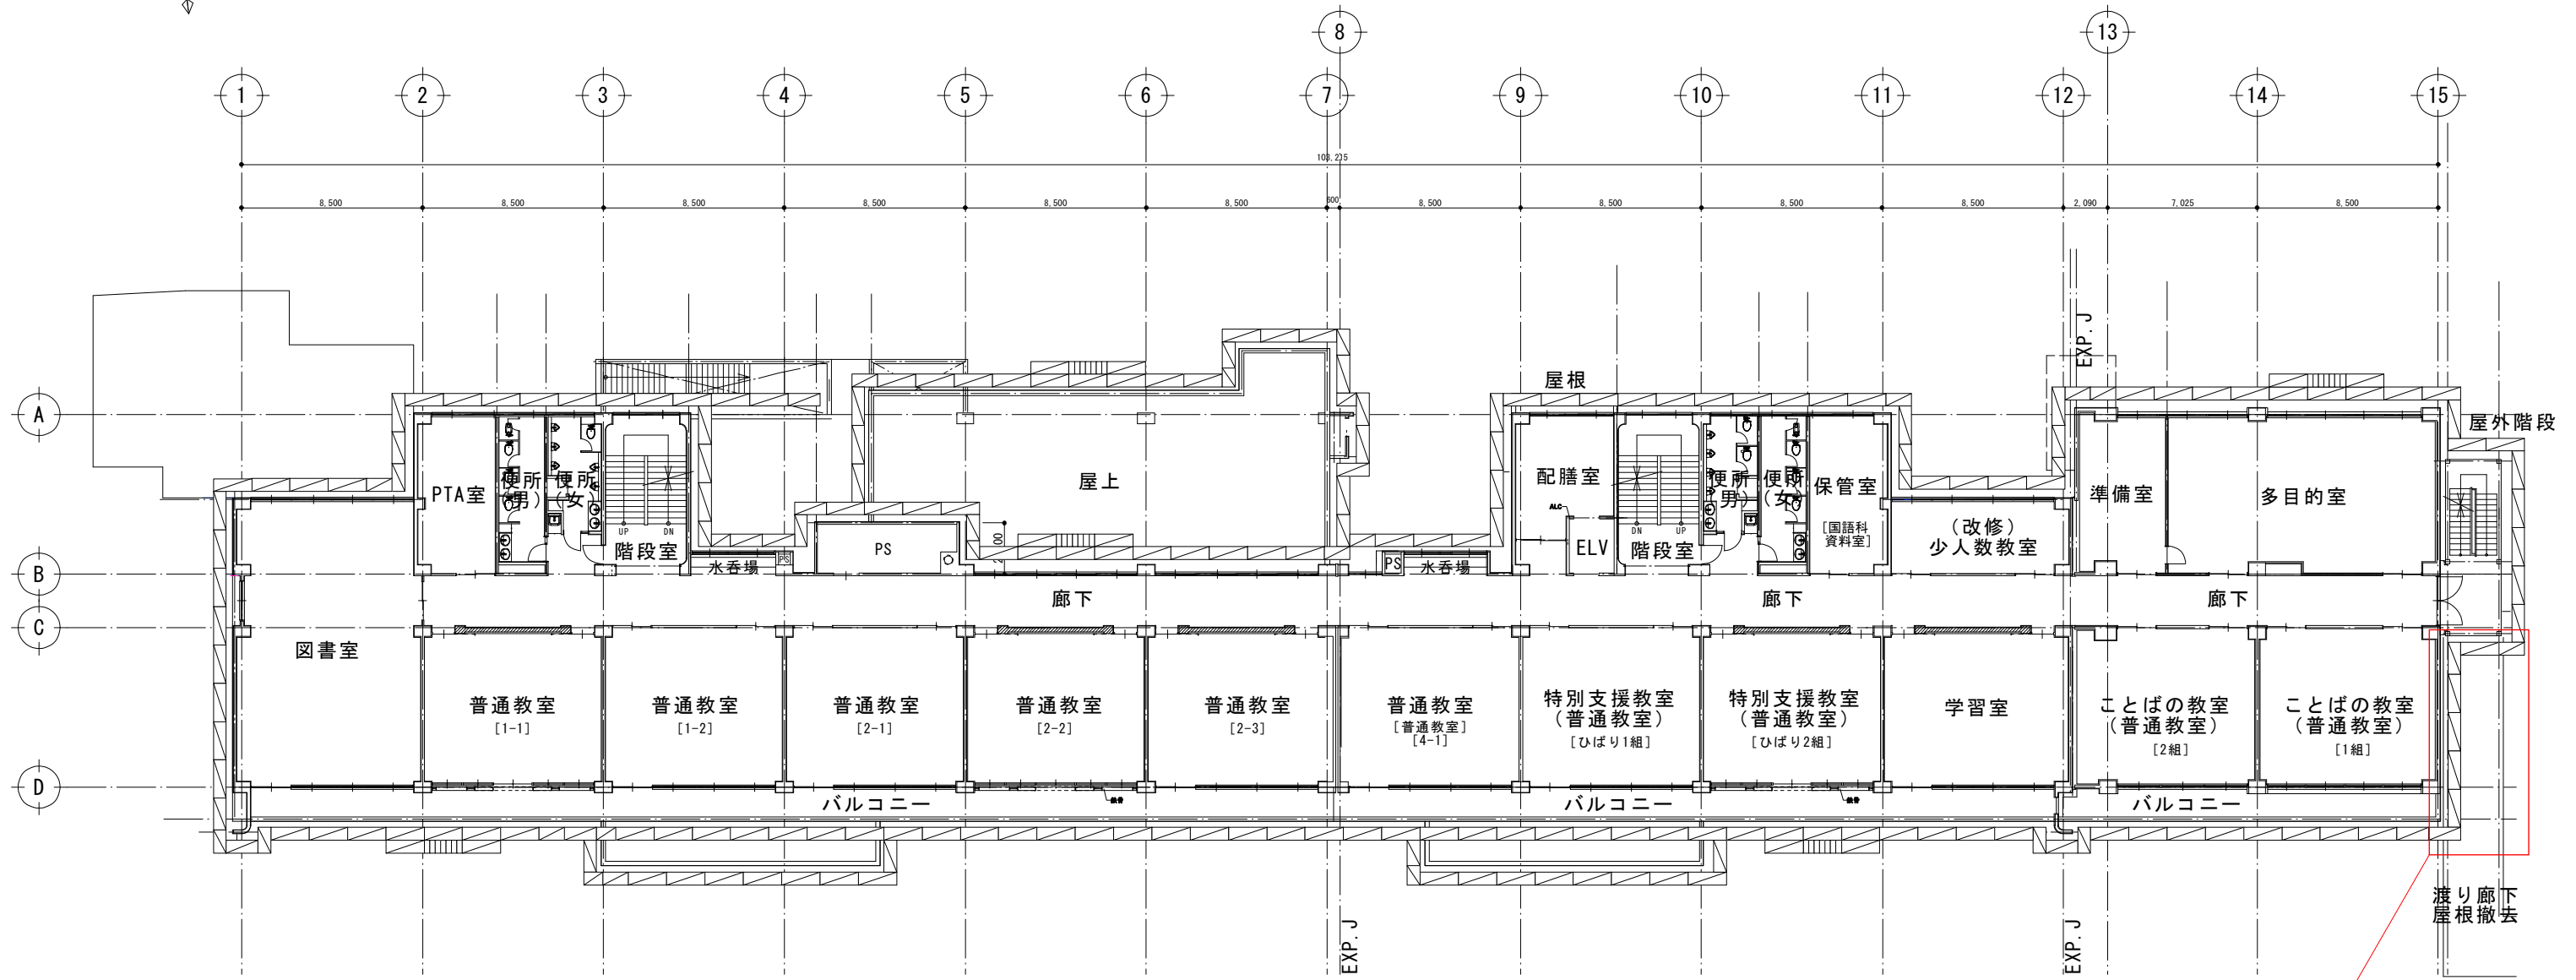 8
13
1
2
3
4
5
6
7
9
10
11
12
14
15
103,215
8,500
8,500
8,500
8,500
8,500
8,500
600
8,500
8,500
8,500
8,500
2,090
7,025
8,500
EXP.J
屋根
A
屋外階段
PTA室
便所
(男)
便所
(女)
UP
DN
階段室
水呑場
PS
PS
屋上
PS
水呑場
配膳室
ALC
ELV
DN
UP
階段室
便所
(男)
便所
(女)
保管室
[国語科
資料室]
(改修)
少人数教室
準備室
多目的室
B
廊下
廊下
廊下
C
図書室
普通教室
[1-1]
普通教室
[1-2]
普通教室
[2-1]
普通教室
[2-2]
普通教室
[2-3]
普通教室
[普通教室]
[4-1]
特別支援教室
(普通教室)
[ひばり1組]
特別支援教室
(普通教室)
[ひばり2組]
学習室
ことばの教室
(普通教室)
[2組]
ことばの教室
(普通教室)
[1組]
D
バルコニー
バルコニー
バルコニー
渡り廊下
屋根撤去
EXP.J
EXP.J